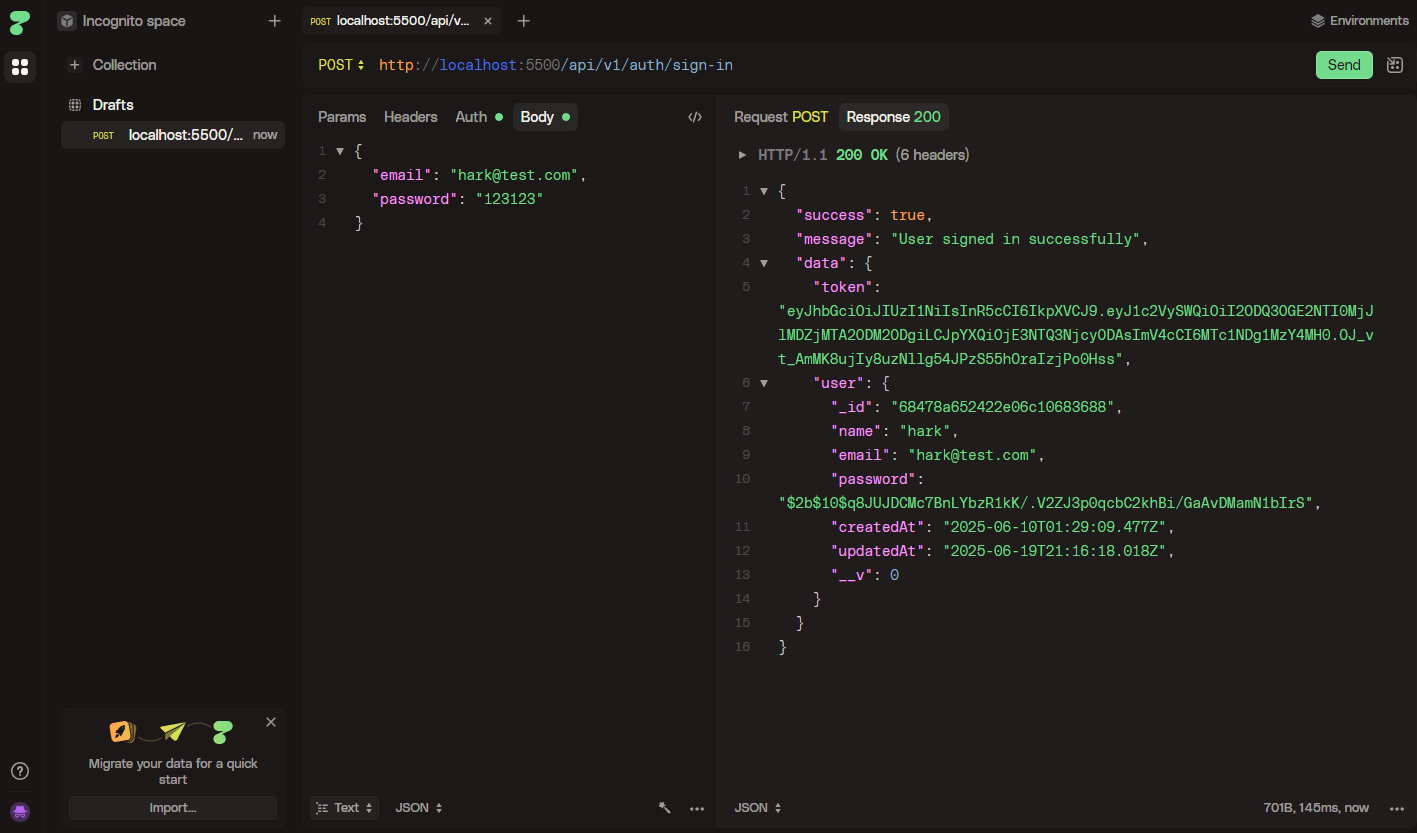 Incognito space
POST localhost:5500/api/v...
Environments
Collection
POST http://localhost:5500/api/v1/auth/sign-in
Send
Drafts
POST localhost:5500/... now
Params Headers Auth Body
1 {
2 "email": "hark@test.com",
3 "password": "123123"
4 }
Request POST Response 200
HTTP/1.1 200 OK (6 headers)
1 {
2 "success": true,
3 "message": "User signed in successfully",
4 "data": {
5 "token":
"eyJhbGciOiJIUzI1NiIsInR5cCI6IkpXVCJ9.eyJ1c2VySWQiOiI2ODQ3OGE2NTI0MjJ
lMDZjMTA2ODM2ODgiLCJpYXQiOjE3NTQ3NjcyODAsImV4cCI6MTc1NDg1MzY4MH0.OJ_v
t_AmMK8ujIy8uzNllg54JPzS55hOraIzjPo0Hss",
6 "user": {
7 "_id": "68478a652422e06c10683688",
8 "name": "hark",
9 "email": "hark@test.com",
10 "password":
"$2b$10$q8JUJDCMc7BnLYbzR1kK/.V2ZJ3p0qcbC2khBi/GaAvDMamN1bIrS",
11 "createdAt": "2025-06-10T01:29:09.477Z",
12 "updatedAt": "2025-06-19T21:16:18.018Z",
13 "__v": 0
14 }
15 }
16 }
Migrate your data for a quick
start
Import...
Text JSON
JSON
701B, 145ms, now